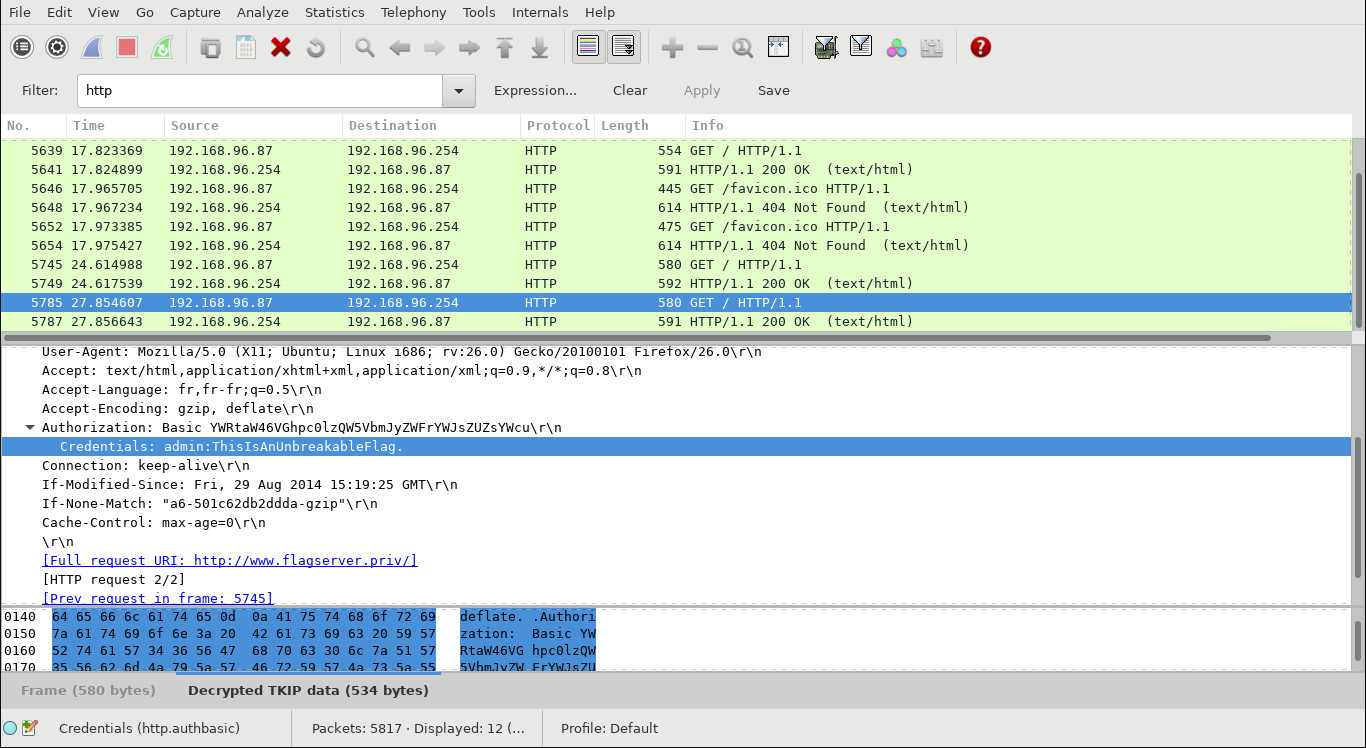 File Edit View Go Capture Analyze Statistics Telephony Tools Internals Help
Filter: http Expression... Clear Apply Save
No. Time Source Destination Protocol Length Info
5639 17.823369 192.168.96.87 192.168.96.254 HTTP 554 GET / HTTP/1.1
5641 17.824899 192.168.96.254 192.168.96.87 HTTP 591 HTTP/1.1 200 OK (text/html)
5646 17.965705 192.168.96.87 192.168.96.254 HTTP 445 GET /favicon.ico HTTP/1.1
5648 17.967234 192.168.96.254 192.168.96.87 HTTP 614 HTTP/1.1 404 Not Found (text/html)
5652 17.973385 192.168.96.87 192.168.96.254 HTTP 475 GET /favicon.ico HTTP/1.1
5654 17.975427 192.168.96.254 192.168.96.87 HTTP 614 HTTP/1.1 404 Not Found (text/html)
5745 24.614988 192.168.96.87 192.168.96.254 HTTP 580 GET / HTTP/1.1
5749 24.617539 192.168.96.254 192.168.96.87 HTTP 592 HTTP/1.1 200 OK (text/html)
5785 27.854607 192.168.96.87 192.168.96.254 HTTP 580 GET / HTTP/1.1
5787 27.856643 192.168.96.254 192.168.96.87 HTTP 591 HTTP/1.1 200 OK (text/html)
User-Agent: Mozilla/5.0 (X11; Ubuntu; Linux i686; rv:26.0) Gecko/20100101 Firefox/26.0\r\n
Accept: text/html,application/xhtml+xml,application/xml;q=0.9,*/*;q=0.8\r\n
Accept-Language: fr,fr-fr;q=0.5\r\n
Accept-Encoding: gzip, deflate\r\n
Authorization: Basic YWRtaW46VGhpc0lzQW5VbmJyZWFrYWJsZUZsYWcu\r\n
Credentials: admin:ThisIsAnUnbreakableFlag.
Connection: keep-alive\r\n
If-Modified-Since: Fri, 29 Aug 2014 15:19:25 GMT\r\n
If-None-Match: "a6-501c62db2ddda-gzip"\r\n
Cache-Control: max-age=0\r\n
\r\n
[Full request URI: http://www.flagserver.priv/]
[HTTP request 2/2]
[Prev request in frame: 5745]
0140 64 65 66 6c 61 74 65 0d 0a 41 75 74 68 6f 72 69 deflate. .Authori
0150 7a 61 74 69 6f 6e 3a 20 42 61 73 69 63 20 59 57 zation: Basic YW
0160 52 74 61 57 34 36 56 47 68 70 63 30 6c 7a 51 57 RtaW46VG hpc0lzQW
0170 35 56 62 6d 4a 79 5a 57 46 72 59 57 4a 73 5a 55 5VbmJyZW FrYWJsZU
Frame (580 bytes) Decrypted TKIP data (534 bytes)
Credentials (http.authbasic) Packets: 5817 · Displayed: 12 (... Profile: Default